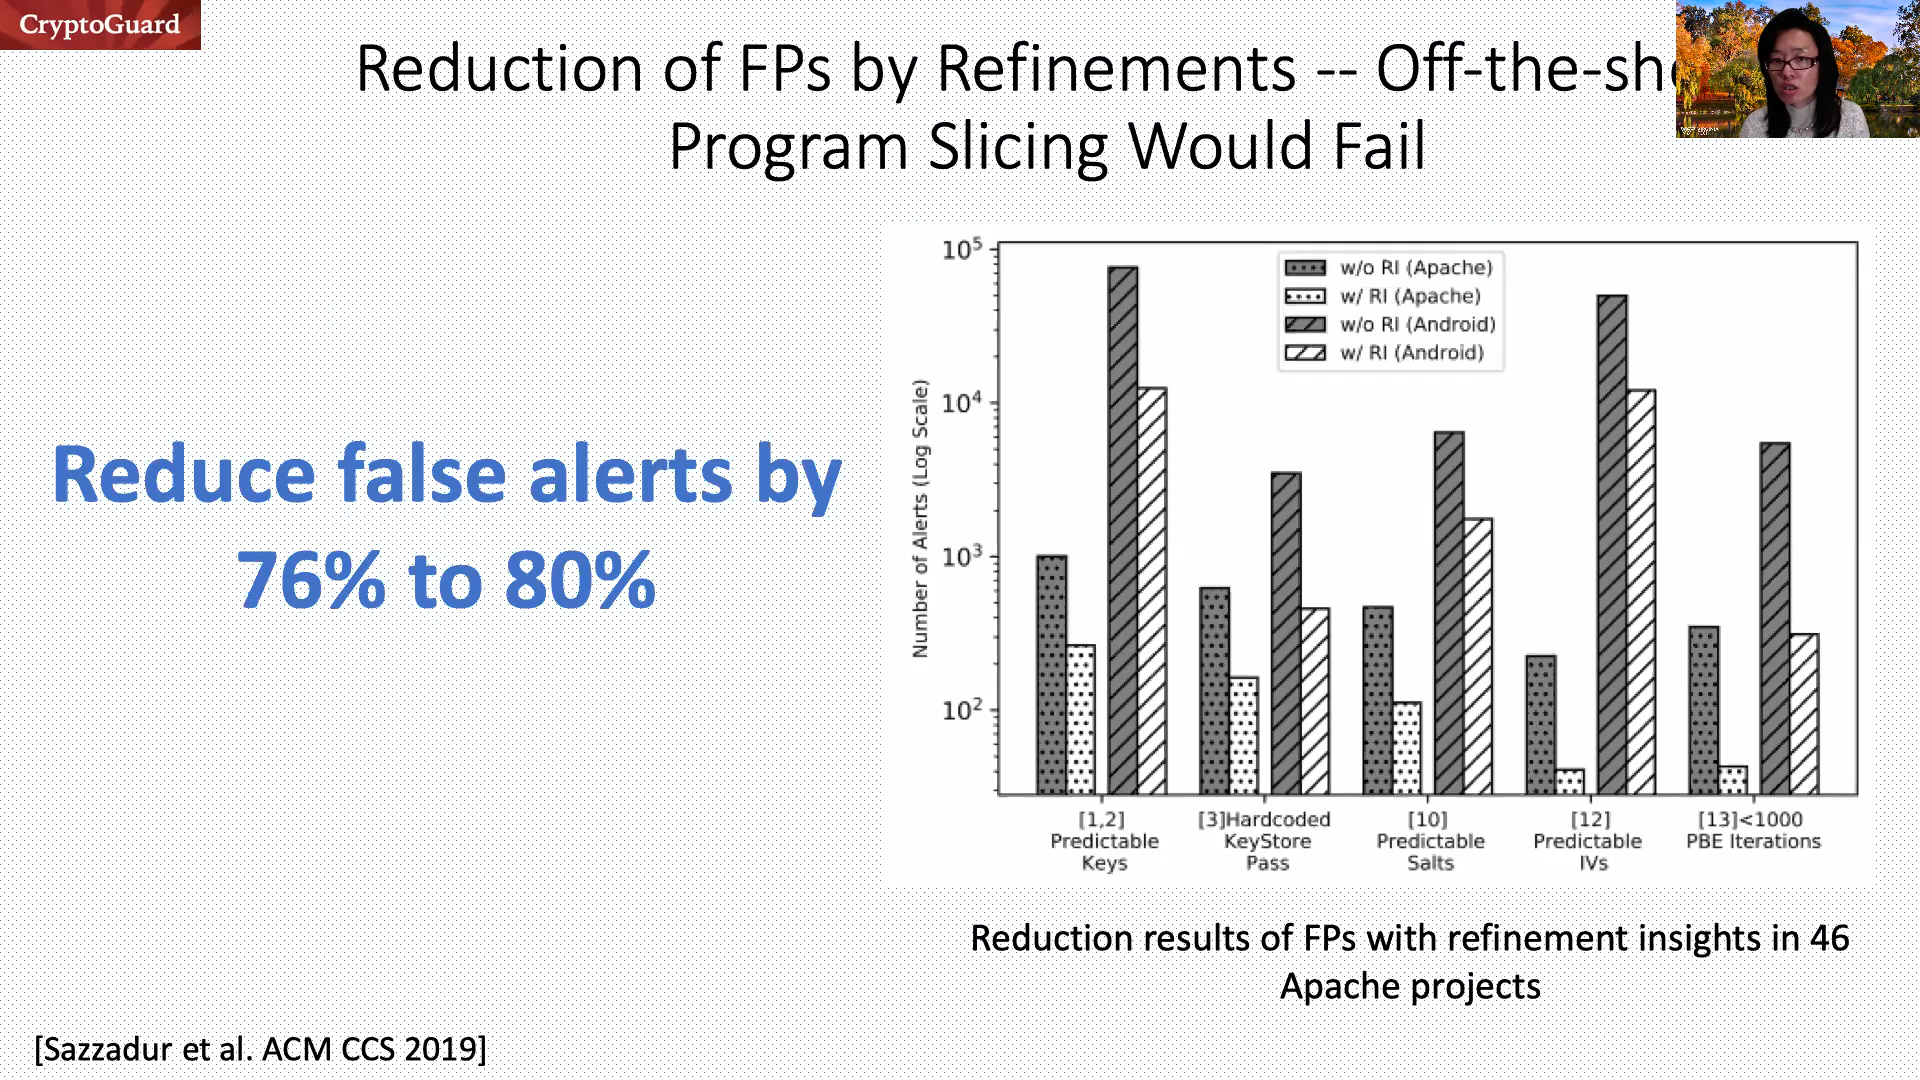 CryptoGuard
Reduction of FPs by Refinements -- Off-the-she
Program Slicing Would Fail
Reduce false alerts by
76% to 80%
10⁵
10⁴
10³
10²
Number of Alerts (Log Scale)
w/o RI (Apache)
w/ RI (Apache)
w/o RI (Android)
w/ RI (Android)
[1,2]
Predictable
Keys
[3]Hardcoded
KeyStore
Pass
[10]
Predictable
Salts
[12]
Predictable
IVs
[13]<1000
PBE Iterations
Reduction results of FPs with refinement insights in 46
Apache projects
[Sazzadur et al. ACM CCS 2019]